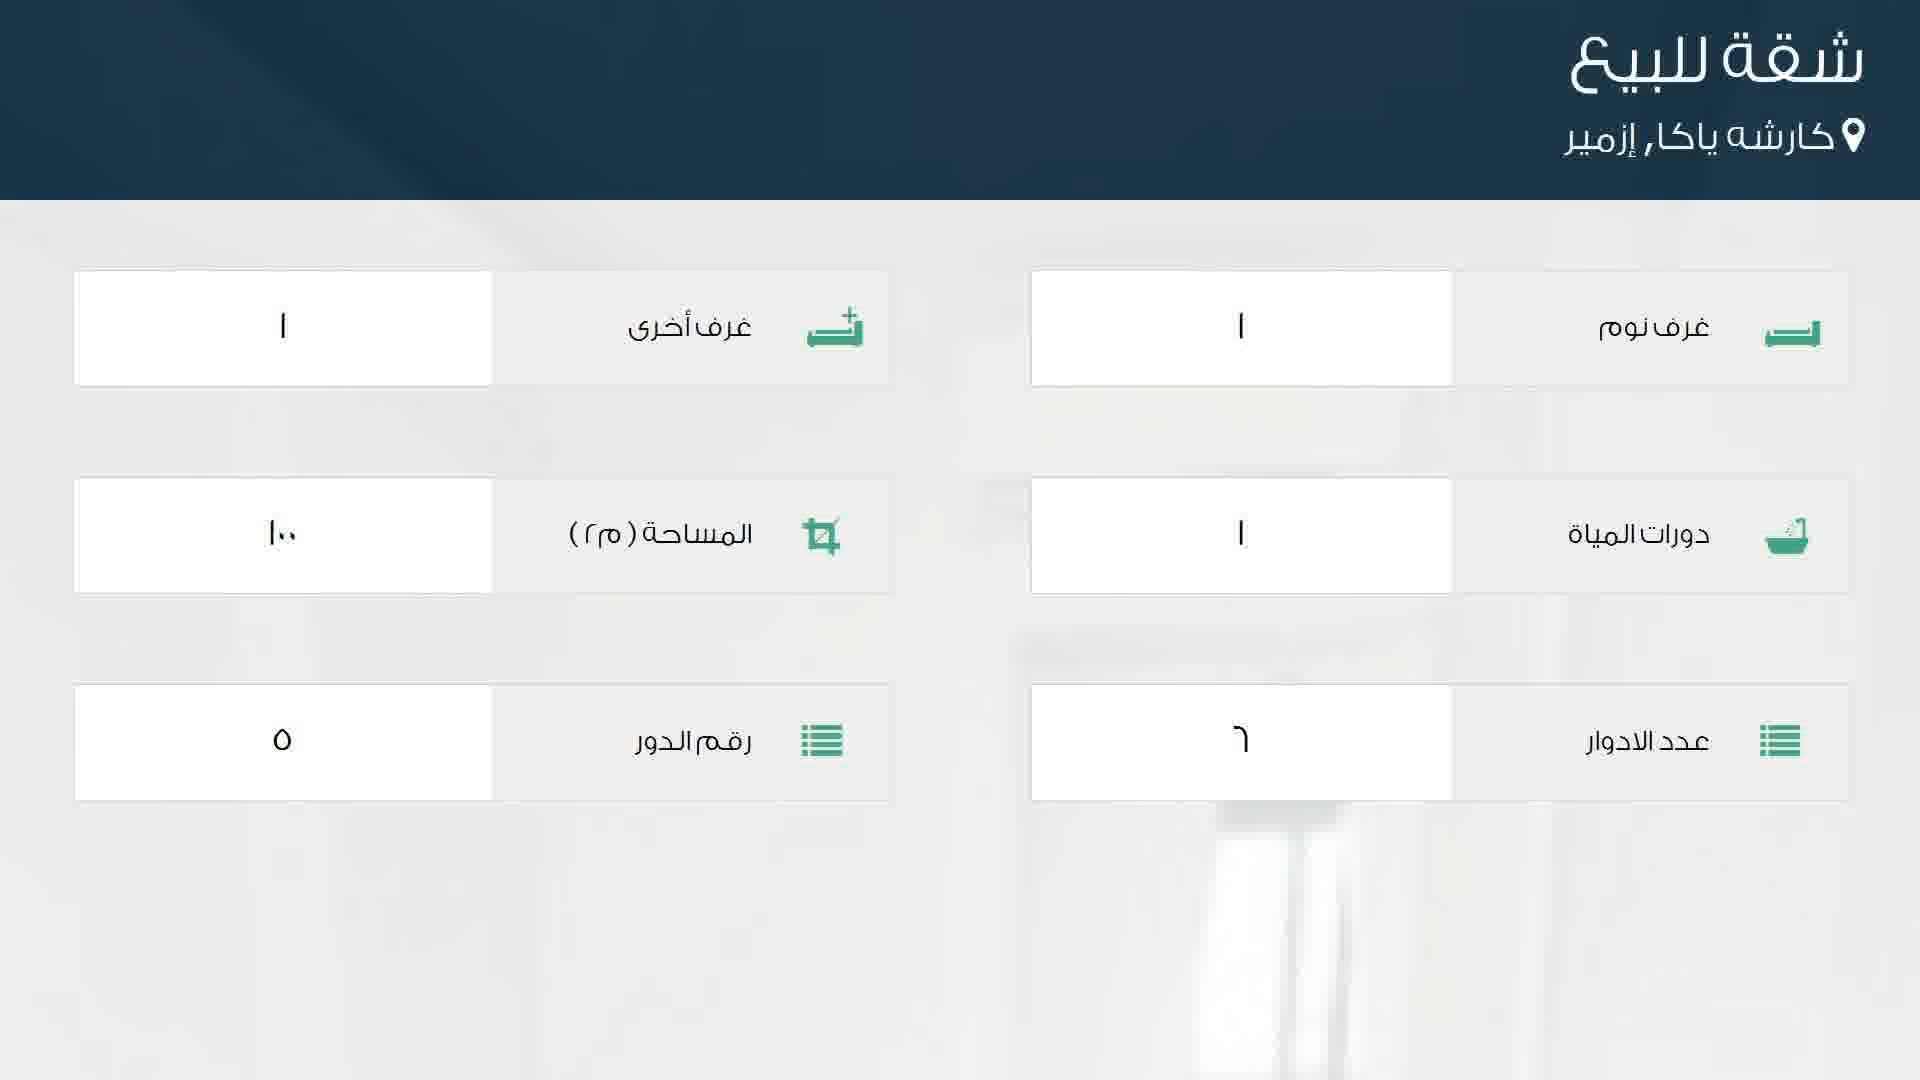 شقة للبيع
كارشه ياكا, إزمير
غرف نوم
١
غرف أخرى
١
دورات المياة
١
المساحة (م٢)
١٠٠
عدد الادوار
٦
رقم الدور
٥